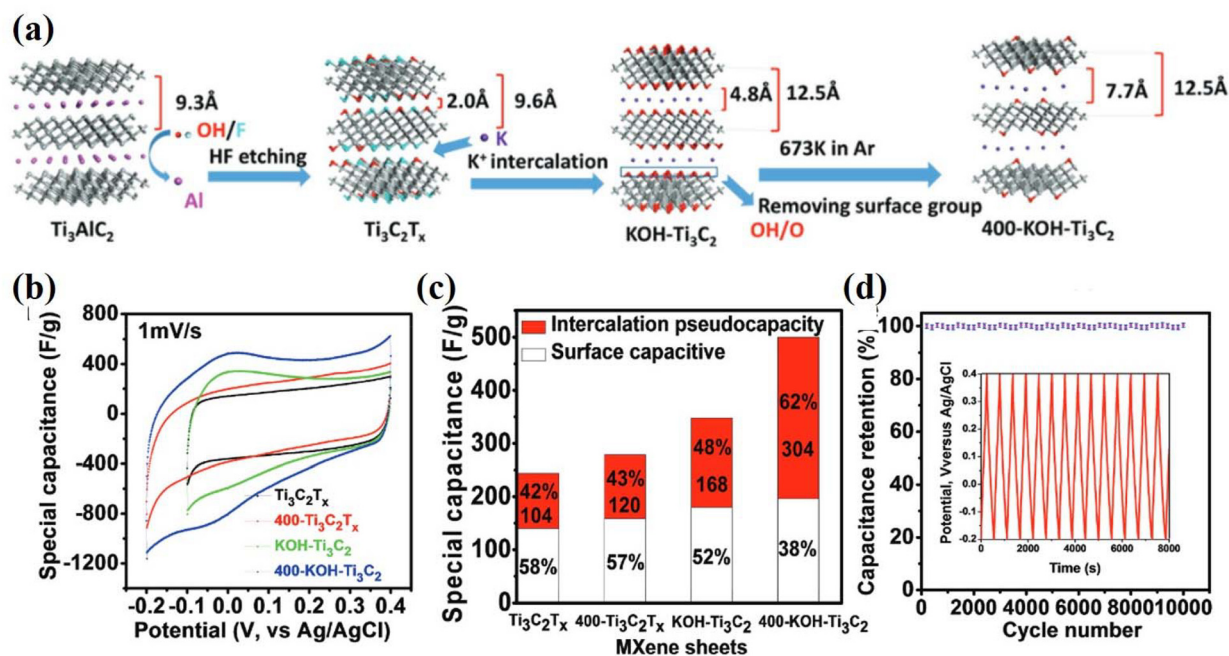 (a)
9.3Å
OH/F
HF etching
Al
Ti₃AlC₂
2.0Å
9.6Å
K
K⁺ intercalation
Ti₃C₂Tₓ
4.8Å
12.5Å
673K in Ar
Removing surface group
OH/O
KOH-Ti₃C₂
7.7Å
12.5Å
400-KOH-Ti₃C₂
(b)
1mV/s
Special capacitance (F/g)
800
400
0
-400
-800
-1200
Ti₃C₂Tₓ
400-Ti₃C₂Tₓ
KOH-Ti₃C₂
400-KOH-Ti₃C₂
-0.2 -0.1 0.0 0.1 0.2 0.3 0.4
Potential (V, vs Ag/AgCl)
(c)
Intercalation pseudocapacity
Surface capacitive
Special capacitance (F/g)
500
400
300
200
100
0
42%
104
58%
43%
120
57%
48%
168
52%
62%
304
38%
Ti₃C₂Tₓ 400-Ti₃C₂Tₓ KOH-Ti₃C₂ 400-KOH-Ti₃C₂
MXene sheets
(d)
Capacitance retention (%)
100
80
60
40
20
0
Potential, Vversus Ag/AgCl
0.4
0.3
0.2
0.1
0.0
-0.1
-0.2
0 2000 4000 6000 8000
Time (s)
0 2000 4000 6000 8000 10000
Cycle number